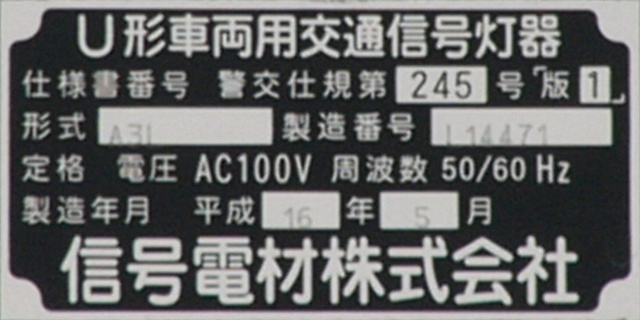 U形車両用交通信号灯器
仕様書番号 警交仕規第 245 号「版 1」
形式 A3L 製造番号 L14471
定格 電圧 AC100V 周波数 50/60 Hz
製造年月 平成 16 年 5 月
信号電材株式会社